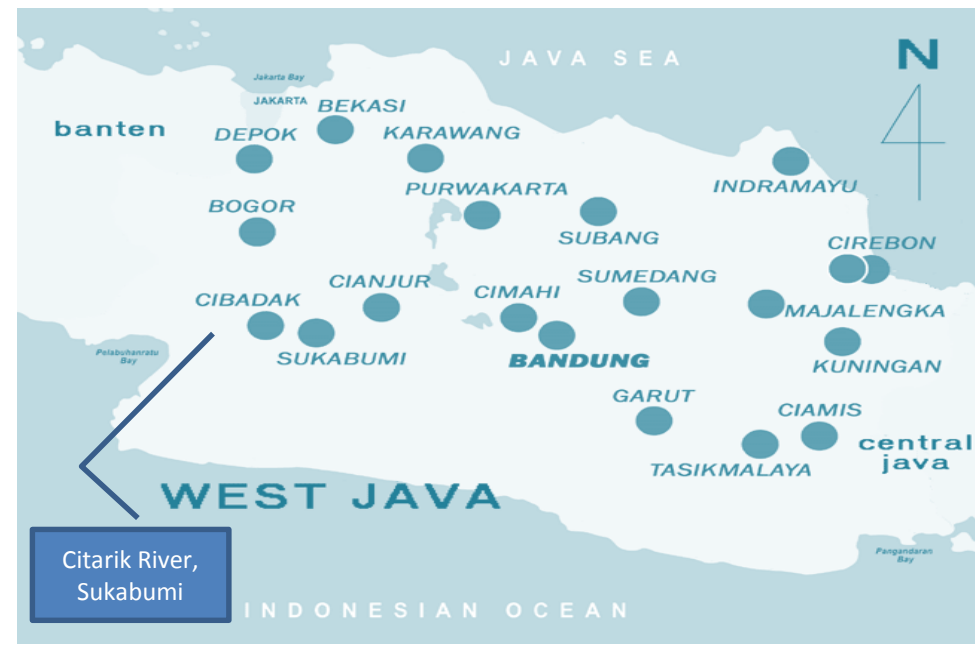 JAVA SEA
N
Jakarta Bay
JAKARTA
BEKASI
banten
DEPOK
KARAWANG
PURWAKARTA
INDRAMAYU
BOGOR
SUBANG
CIREBON
CIANJUR
SUMEDANG
CIBADAK
CIMAHI
MAJALENGKA
SUKABUMI
BANDUNG
KUNINGAN
Pelabuhanratu
Bay
GARUT
CIAMIS
central
java
TASIKMALAYA
WEST JAVA
Pangandaran
Bay
Citarik River,
Sukabumi
INDONESIAN OCEAN